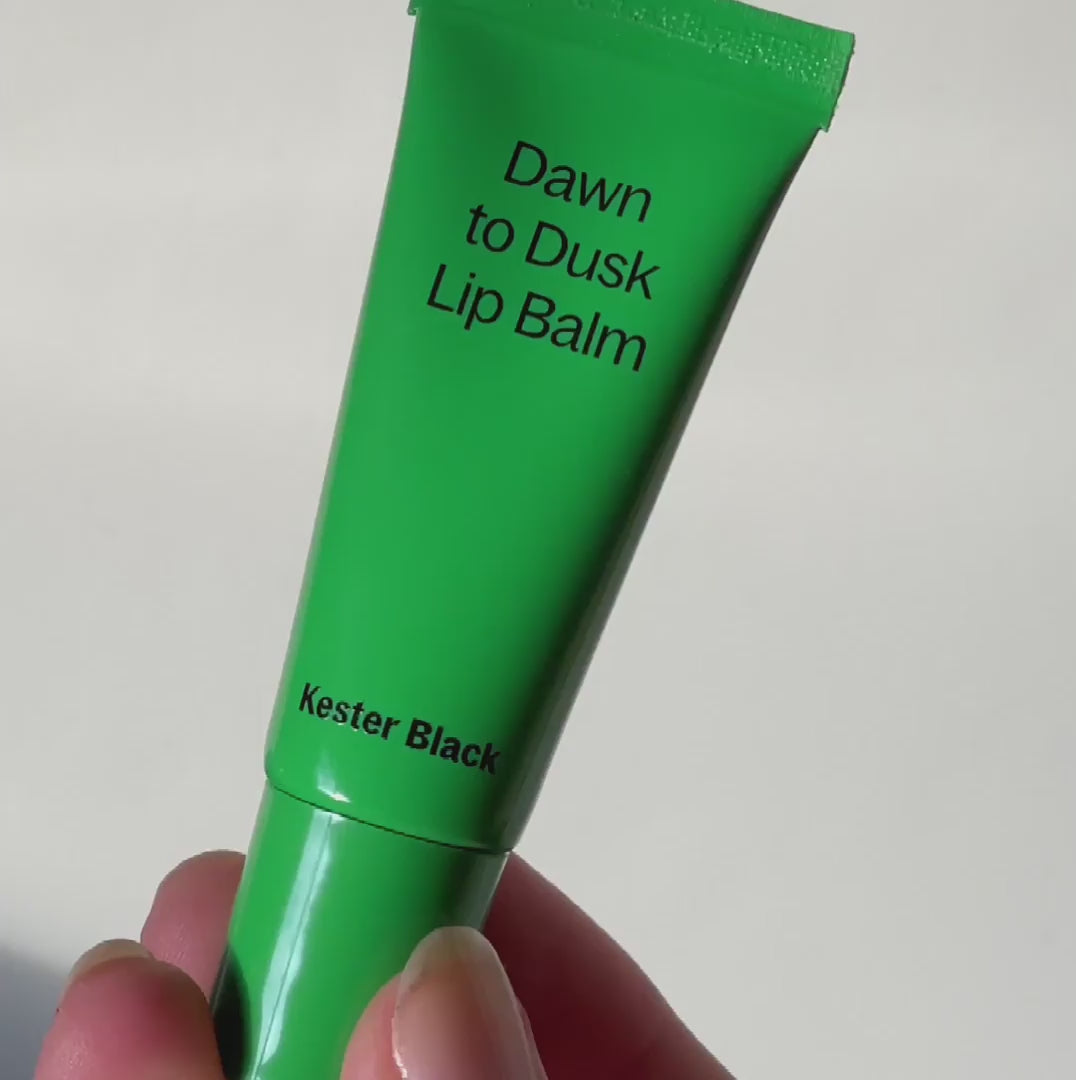 Dawn
to Dusk
Lip Balm
Kester Black